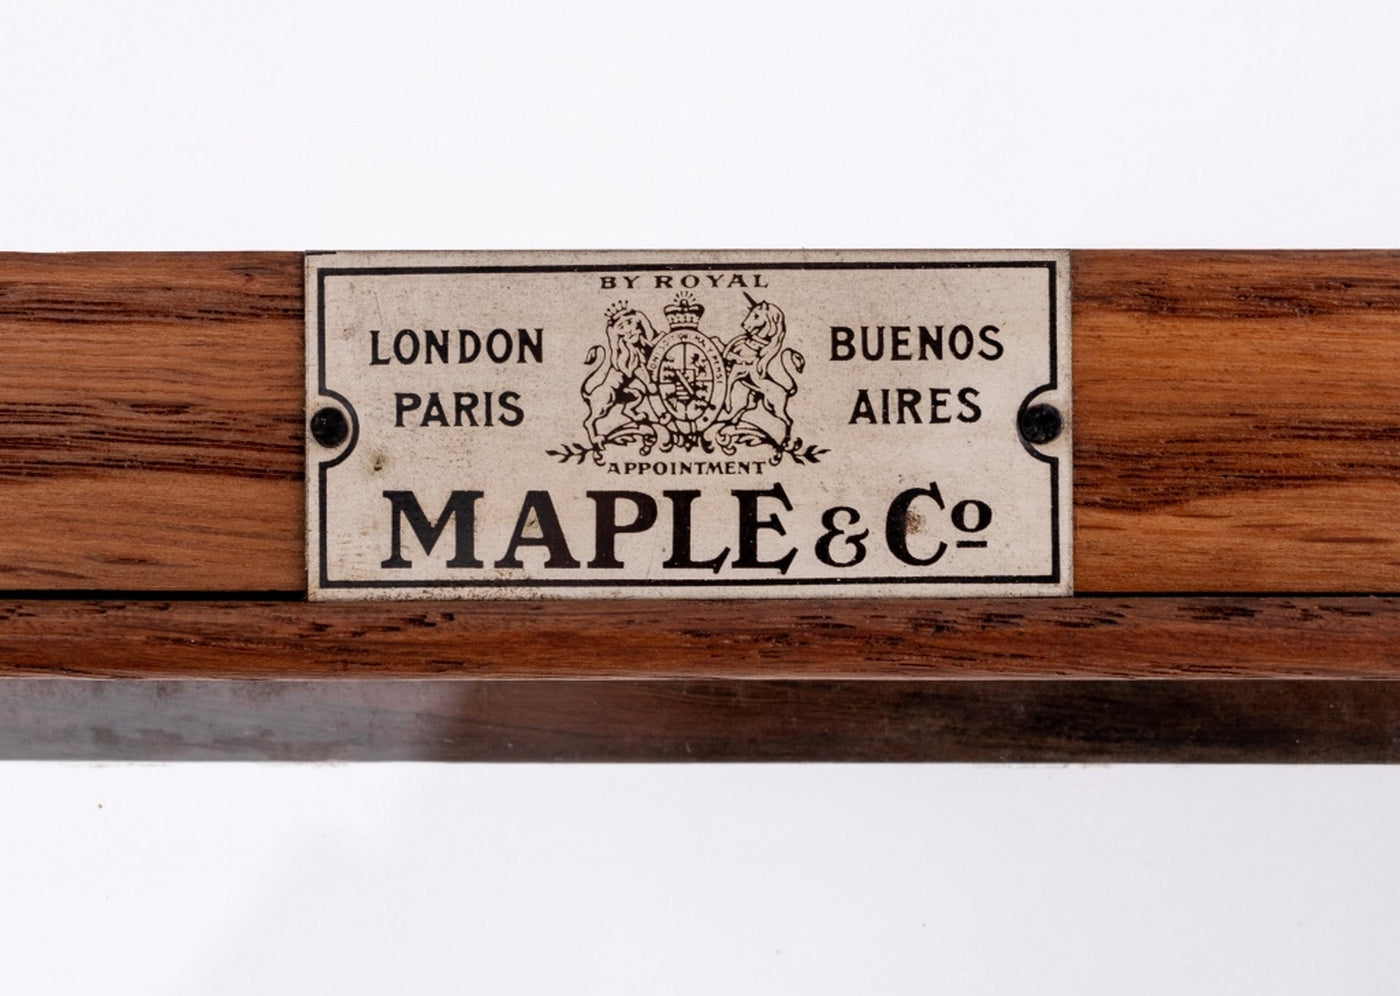 BY ROYAL
LONDON
PARIS
BUENOS
AIRES
APPOINTMENT
MAPLE & Co